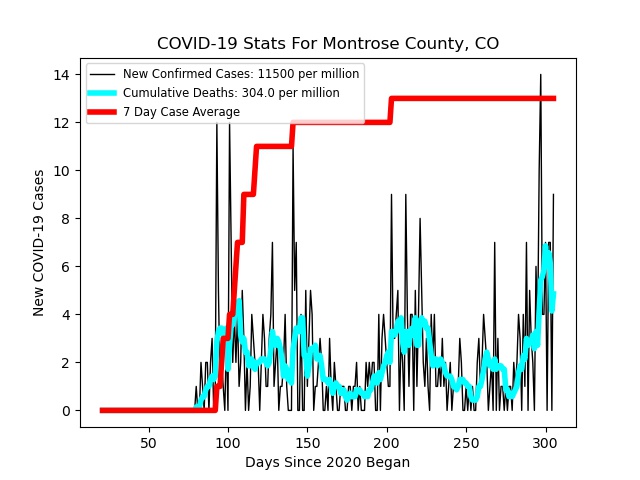 COVID-19 Stats For Montrose County, CO
New Confirmed Cases: 11500 per million
Cumulative Deaths: 304.0 per million
7 Day Case Average
New COVID-19 Cases
14
12
10
8
6
4
2
0
50 100 150 200 250 300
Days Since 2020 Began